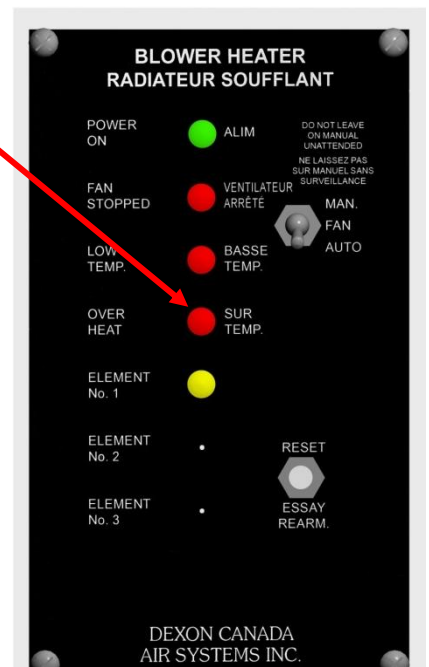 BLOWER HEATER
RADIATEUR SOUFFLANT
POWER
ON
ALIM
DO NOT LEAVE
ON MANUAL
UNATTENDED
NE LAISSEZ PAS
SUR MANUEL SANS
SURVEILLANCE
FAN
STOPPED
VENTILATEUR
ARRÊTÉ
MAN.
FAN
AUTO
LOW
TEMP.
BASSE
TEMP.
OVER
HEAT
SUR
TEMP.
ELEMENT
No. 1
ELEMENT
No. 2
RESET
ELEMENT
No. 3
ESSAY
REARM.
DEXON CANADA
AIR SYSTEMS INC.